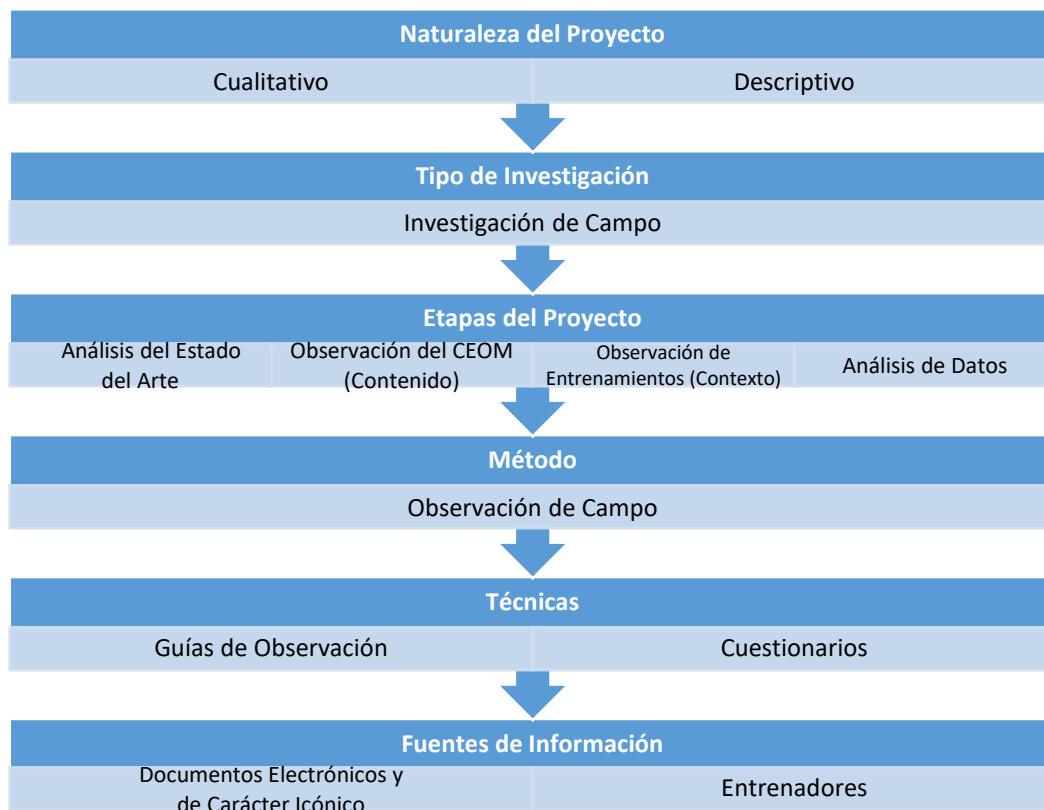 Naturaleza del Proyecto
Cualitativo
Descriptivo
Tipo de Investigación
Investigación de Campo
Etapas del Proyecto
Análisis del Estado
del Arte
Observación del CEOM
(Contenido)
Observación de
Entrenamientos (Contexto)
Análisis de Datos
Método
Observación de Campo
Técnicas
Guías de Observación
Cuestionarios
Fuentes de Información
Documentos Electrónicos y
de Carácter Icónico
Entrenadores